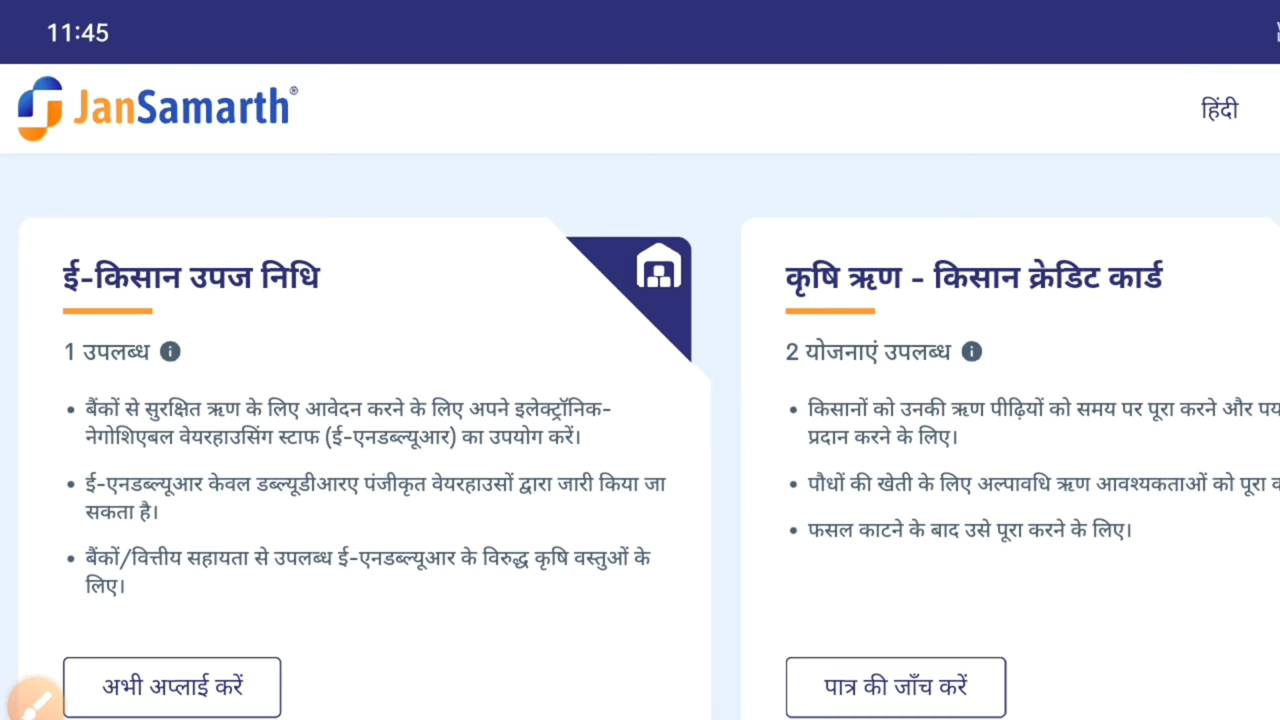 11:45
JanSamarth®
हिंदी
ई-किसान उपज निधि
1 उपलब्ध
• बैंकों से सुरक्षित ऋण के लिए आवेदन करने के लिए अपने इलेक्ट्रॉनिक-
नेगोशिएबल वेयरहाउसिंग स्टाफ (ई-एनडब्ल्यूआर) का उपयोग करें।
• ई-एनडब्ल्यूआर केवल डब्ल्यूडीआरए पंजीकृत वेयरहाउसों द्वारा जारी किया जा
सकता है।
• बैंकों/वित्तीय सहायता से उपलब्ध ई-एनडब्ल्यूआर के विरुद्ध कृषि वस्तुओं के
लिए।
अभी अप्लाई करें
कृषि ऋण - किसान क्रेडिट कार्ड
2 योजनाएं उपलब्ध
• किसानों को उनकी ऋण पीढ़ियों को समय पर पूरा करने और
प्रदान करने के लिए।
• पौधों की खेती के लिए अल्पावधि ऋण आवश्यकताओं को पूरा
• फसल काटने के बाद उसे पूरा करने के लिए।
पात्र की जाँच करें